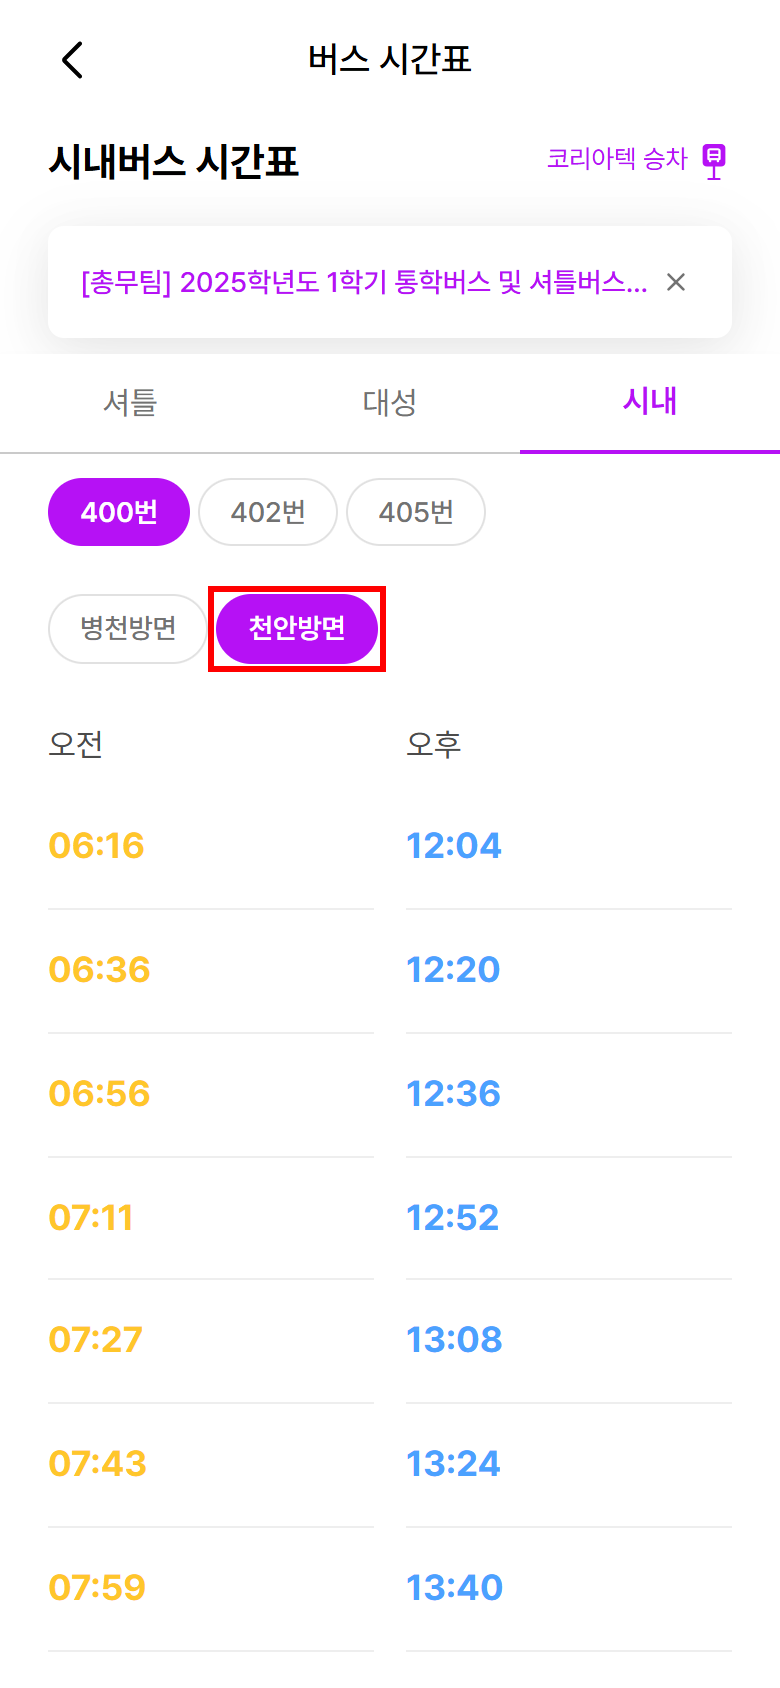 버스 시간표
시내버스 시간표
코리아텍 승차
[총무팀] 2025학년도 1학기 통학버스 및 셔틀버스...
셔틀 대성 시내
400번 402번 405번
병천방면 천안방면
오전 오후
06:16 12:04
06:36 12:20
06:56 12:36
07:11 12:52
07:27 13:08
07:43 13:24
07:59 13:40